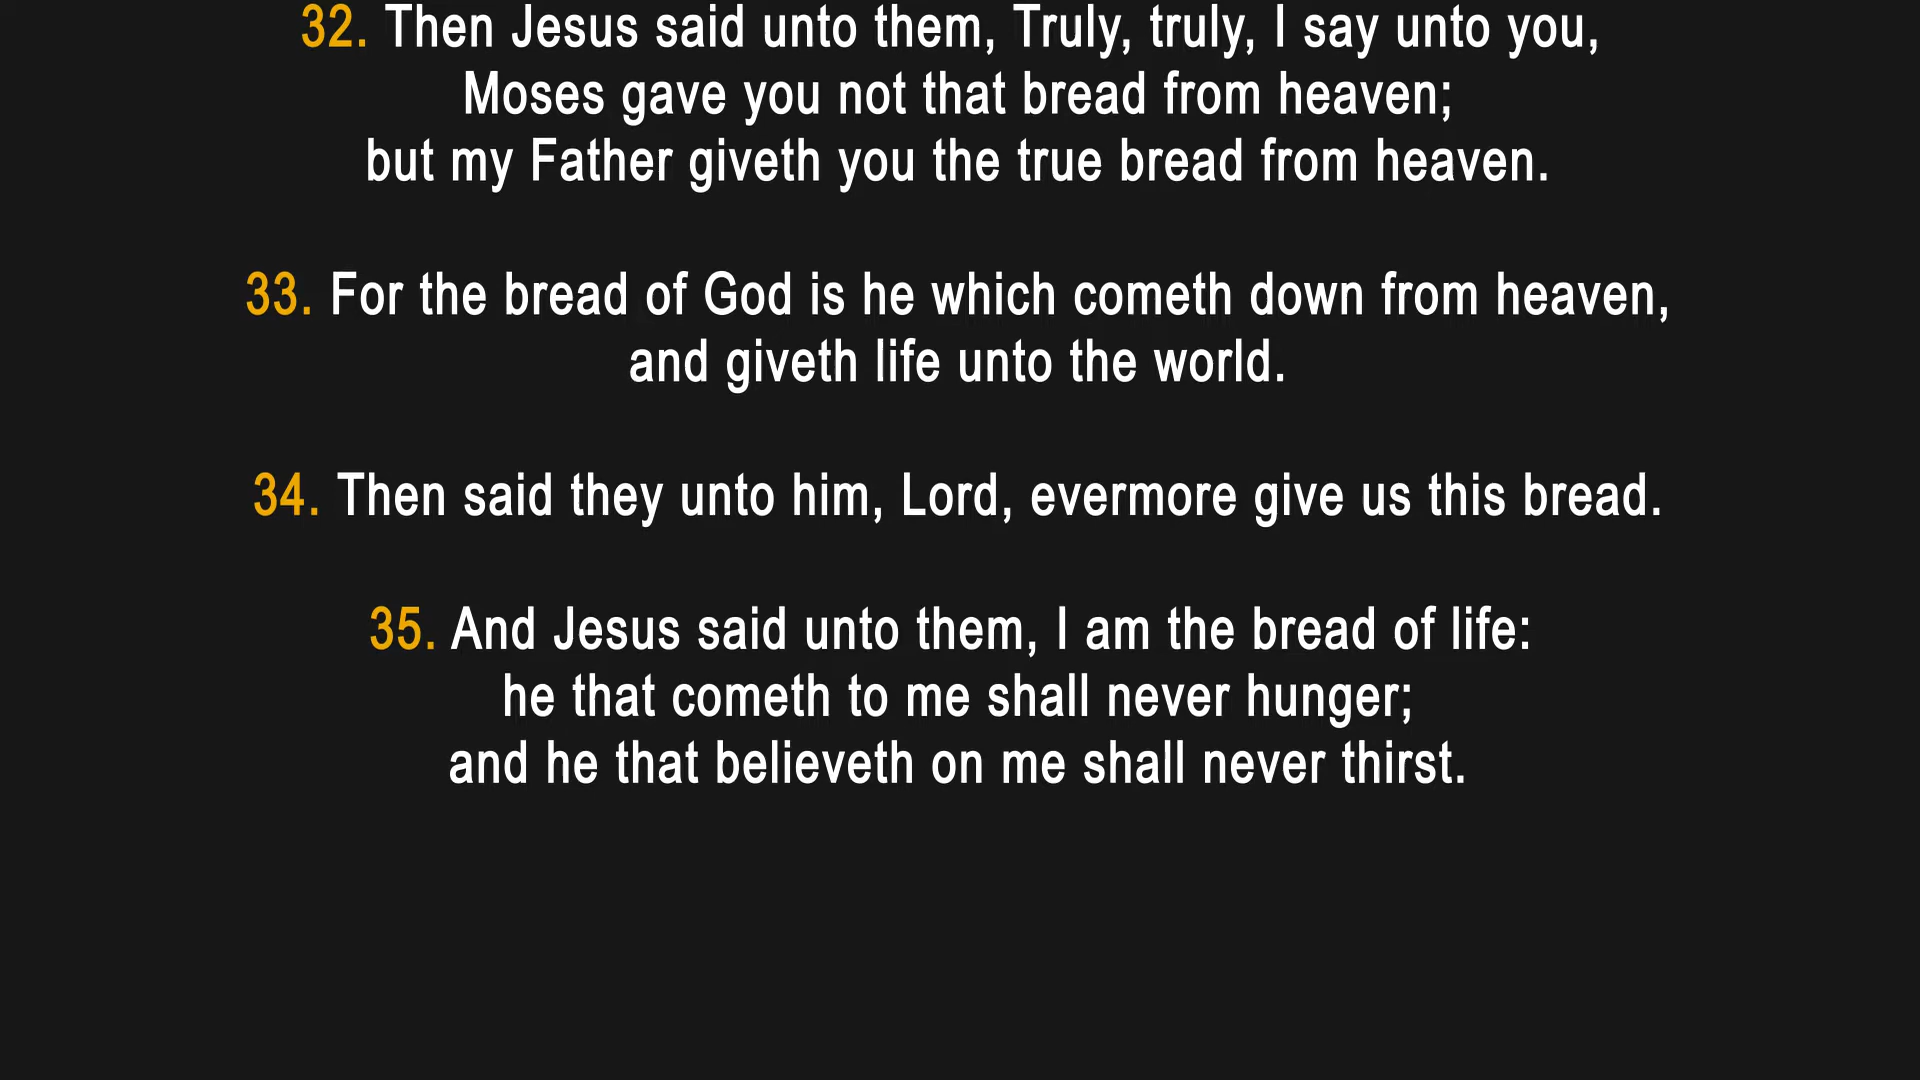 32. Then Jesus said unto them, Truly, truly, I say unto you,
Moses gave you not that bread from heaven;
but my Father giveth you the true bread from heaven.
33. For the bread of God is he which cometh down from heaven,
and giveth life unto the world.
34. Then said they unto him, Lord, evermore give us this bread.
35. And Jesus said unto them, I am the bread of life:
he that cometh to me shall never hunger;
and he that believeth on me shall never thirst.